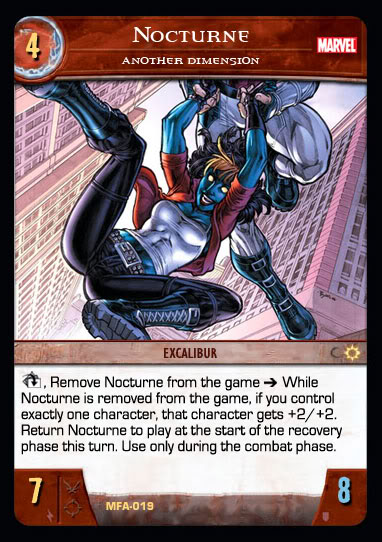 4
NOCTURNE
ANOTHER DIMENSION
MARVEL
EXCALIBUR
C
, Remove Nocturne from the game ➔ While
Nocturne is removed from the game, if you control
exactly one character, that character gets +2/+2.
Return Nocturne to play at the start of the recovery
phase this turn. Use only during the combat phase.
7
MFA-019
8